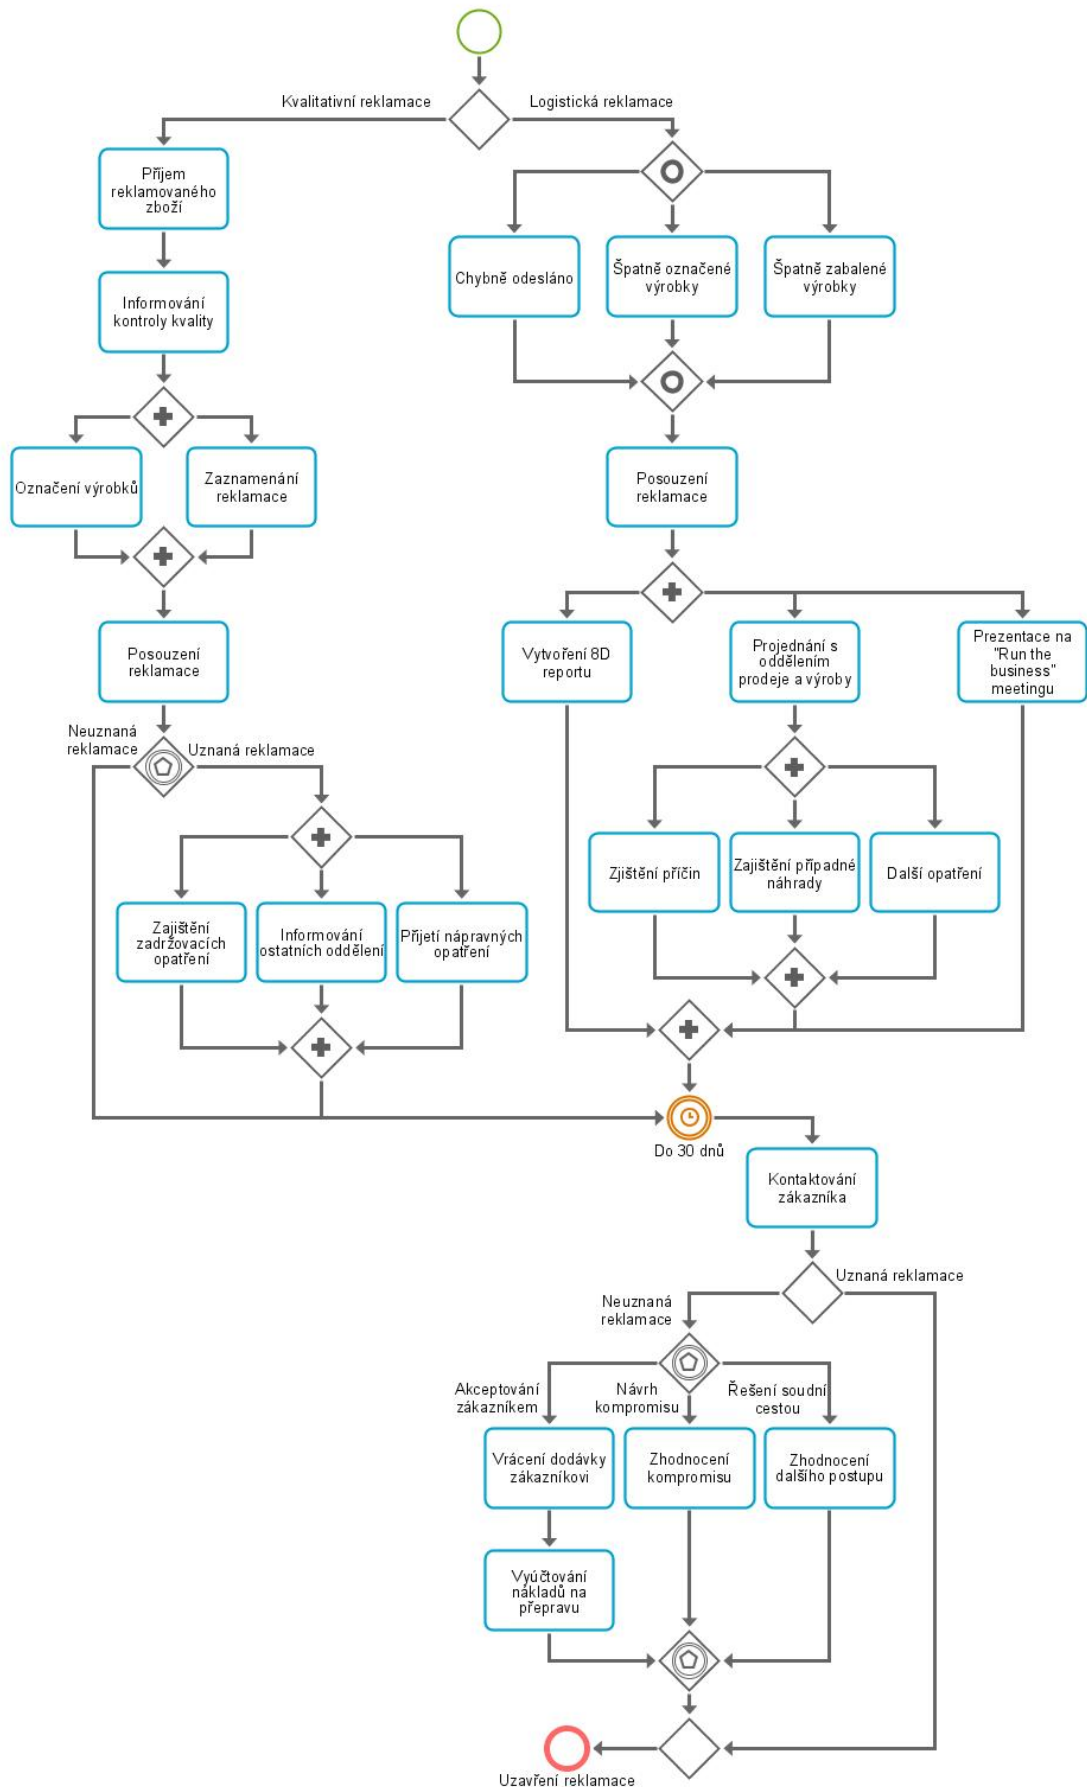 Kvalitativní reklamace
Logistická reklamace
Příjem
reklamovaného
zboží
Informování
kontroly kvality
Označení výrobků
Zaznamenání
reklamace
Posouzení
reklamace
Neuznaná
reklamace
Uznaná reklamace
Zajištění
zadržovacích
opatření
Informování
ostatních oddělení
Přijetí nápravných
opatření
Chybně odesláno
Špatně označené
výrobky
Špatně zabalené
výrobky
Posouzení
reklamace
Vytvoření 8D
reportu
Projednání s
oddělením
prodeje a výroby
Prezentace na
"Run the
business"
meetingu
Zjištění příčin
Zajištění případné
náhrady
Další opatření
Do 30 dnů
Kontaktování
zákazníka
Uznaná reklamace
Neuznaná
reklamace
Akceptování
zákazníkem
Návrh
kompromisu
Řešení soudní
cestou
Vrácení dodávky
zákazníkovi
Zhodnocení
kompromisu
Zhodnocení
dalšího postupu
Vyúčtování
nákladů na
přepravu
Uzavření reklamace